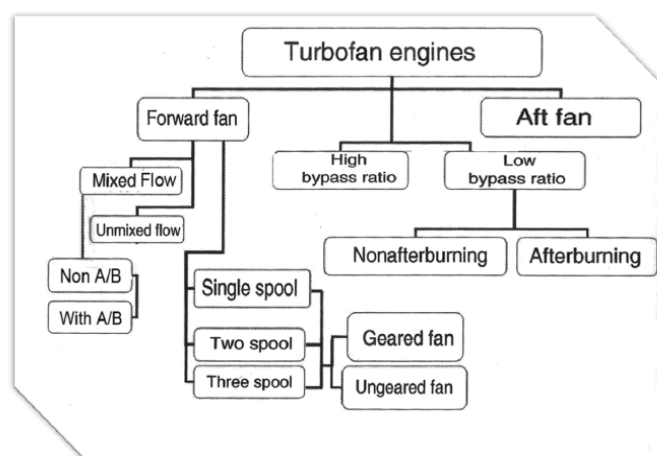 Turbofan engines
Forward fan
Aft fan
High
bypass ratio
Low
bypass ratio
Mixed Flow
Unmixed flow
Nonafterburning
Afterburning
Non A/B
With A/B
Single spool
Two spool
Three spool
Geared fan
Ungeared fan